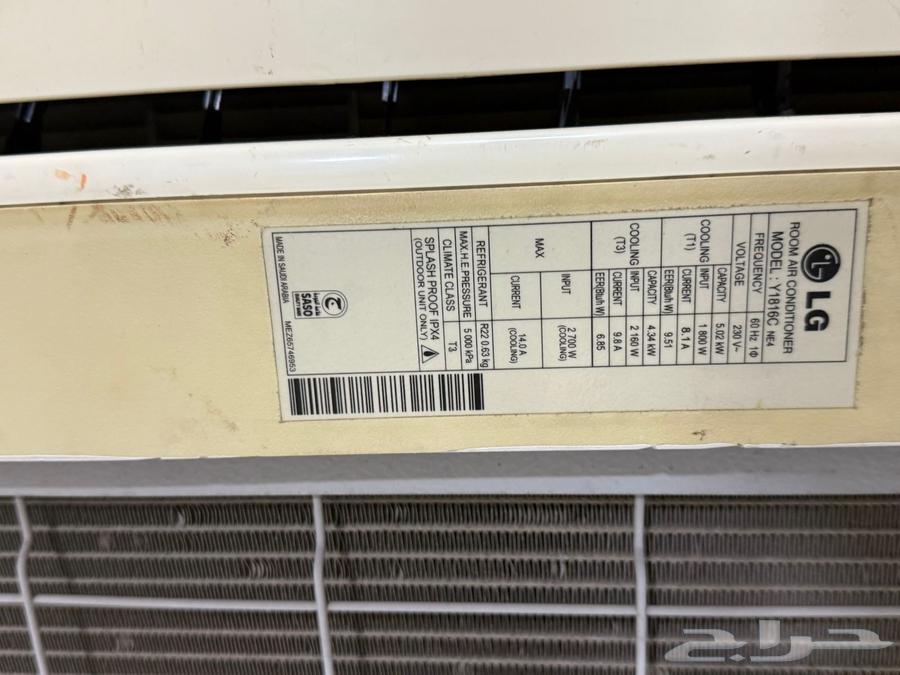 LG
ROOM AIR CONDITIONER
MODEL : Y1816C NE4
FREQUENCY 60 Hz 1Φ
VOLTAGE 230 V~
COOLING (T1) CAPACITY 5.02 kW
INPUT 1 800 W
CURRENT 8.1 A
EER(Btu/h W) 9.51
COOLING (T3) CAPACITY 4.34 kW
INPUT 2 160 W
CURRENT 9.8 A
EER(Btu/h W) 6.85
MAX INPUT 2 700 W (COOLING)
CURRENT 14.0 A (COOLING)
REFRIGERANT R22 0.63 kg
MAX.H.E.PRESSURE 5 000 kPa
CLIMATE CLASS T3
SPLASH PROOF IPX4
(OUTDOOR UNIT ONLY)
SASO
MADE IN SAUDI ARABIA MEZ65746953
حراج